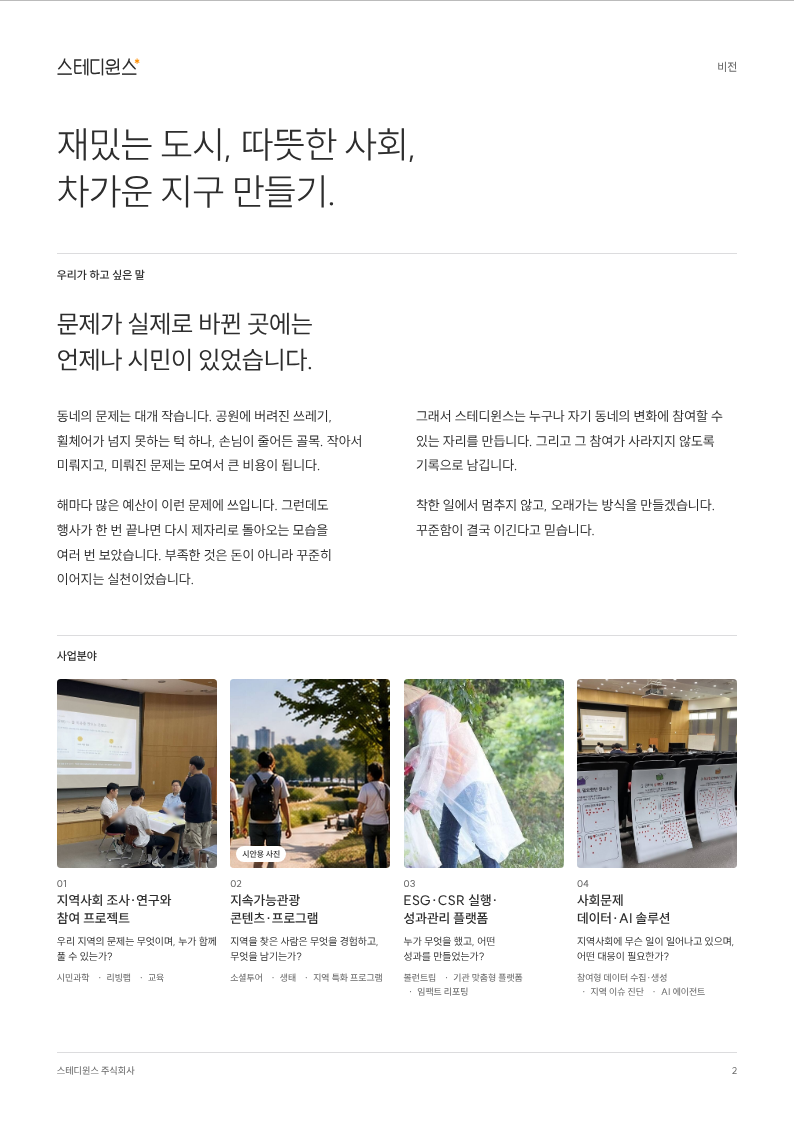 스테디원스
비전
재밌는 도시, 따뜻한 사회,
차가운 지구 만들기.
우리가 하고 싶은 말
문제가 실제로 바뀐 곳에는
언제나 시민이 있었습니다.
동네의 문제는 대개 작습니다. 공원에 버려진 쓰레기,
휠체어가 넘지 못하는 턱 하나, 손님이 줄어든 골목. 작아서
미뤄지고, 미뤄진 문제는 모여서 큰 비용이 됩니다.
해마다 많은 예산이 이런 문제에 쓰입니다. 그런데도
행사가 한 번 끝나면 다시 제자리로 돌아오는 모습을
여러 번 보았습니다. 부족한 것은 돈이 아니라 꾸준히
이어지는 실천이었습니다.
그래서 스테디원스는 누구나 자기 동네의 변화에 참여할 수
있는 자리를 만듭니다. 그리고 그 참여가 사라지지 않도록
기록으로 남깁니다.
착한 일에서 멈추지 않고, 오래가는 방식을 만들겠습니다.
꾸준함이 결국 이긴다고 믿습니다.
사업분야
시안용 사진
01
지역사회 조사·연구와
참여 프로젝트
우리 지역의 문제는 무엇이며, 누가 함께
풀 수 있는가?
시민과학 · 리빙랩 · 교육
02
지속가능관광
콘텐츠·프로그램
지역을 찾은 사람은 무엇을 경험하고,
무엇을 남기는가?
소셜투어 · 생태 · 지역 특화 프로그램
03
ESG·CSR 실행·
성과관리 플랫폼
누가 무엇을 했고, 어떤
성과를 만들었는가?
볼런트립 · 기관 맞춤형 플랫폼
· 임팩트 리포팅
04
사회문제
데이터·AI 솔루션
지역사회에 무슨 일이 일어나고 있으며,
어떤 대응이 필요한가?
참여형 데이터 수집·생성
· 지역 이슈 진단 · AI 에이전트
스테디원스 주식회사
2